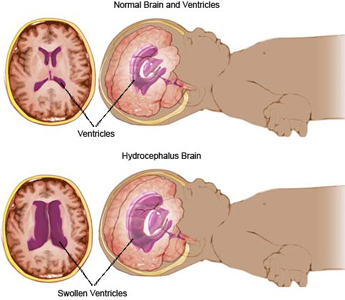 Normal Brain and Ventricles
Ventricles
Hydrocephalus Brain
Swollen Ventricles